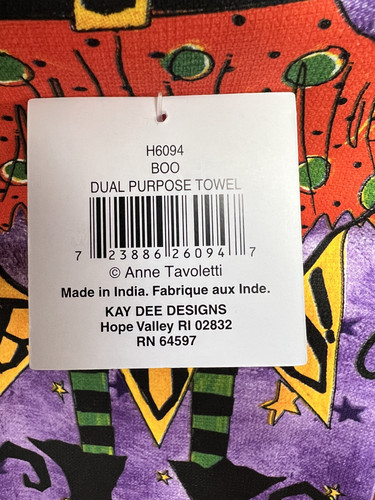 H6094
BOO
DUAL PURPOSE TOWEL
7 23886 26094 7
© Anne Tavoletti
Made in India. Fabrique aux Inde.
KAY DEE DESIGNS
Hope Valley RI 02832
RN 64597